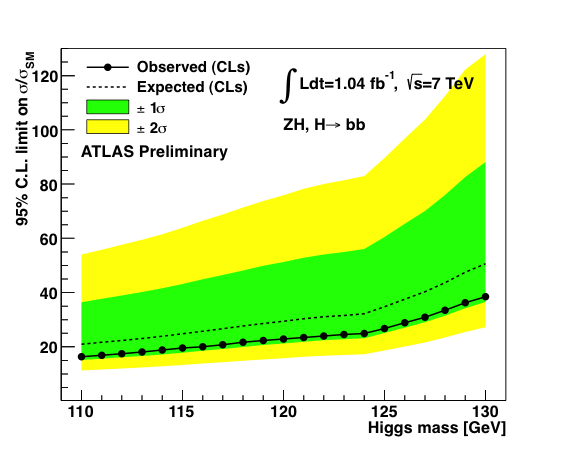 Observed (CLs)
Expected (CLs)
± 1σ
± 2σ
ATLAS Preliminary
∫ Ldt=1.04 fb⁻¹, √s=7 TeV
ZH, H→ bb
95% C.L. limit on σ/σSM
120
100
80
60
40
20
110 115 120 125 130
Higgs mass [GeV]